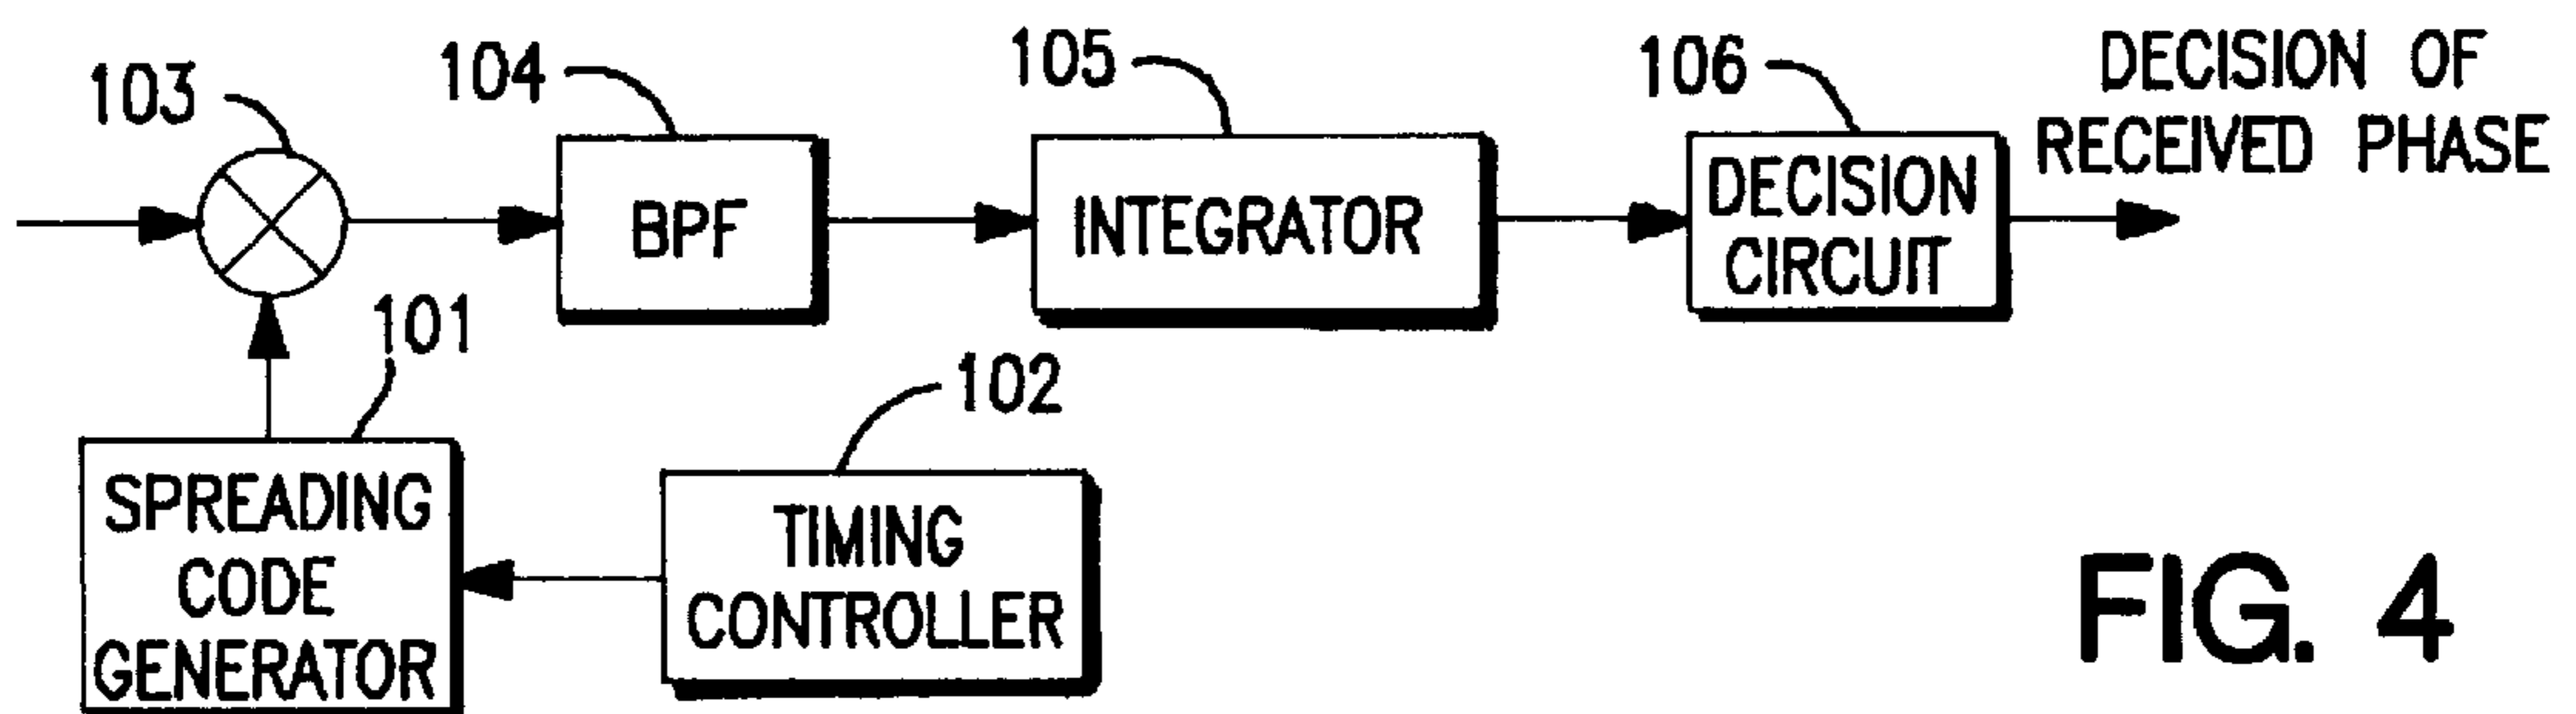 103
104
105
106
DECISION OF
RECEIVED PHASE
BPF
INTEGRATOR
DECISION
CIRCUIT
101
102
SPREADING
CODE
GENERATOR
TIMING
CONTROLLER
FIG. 4